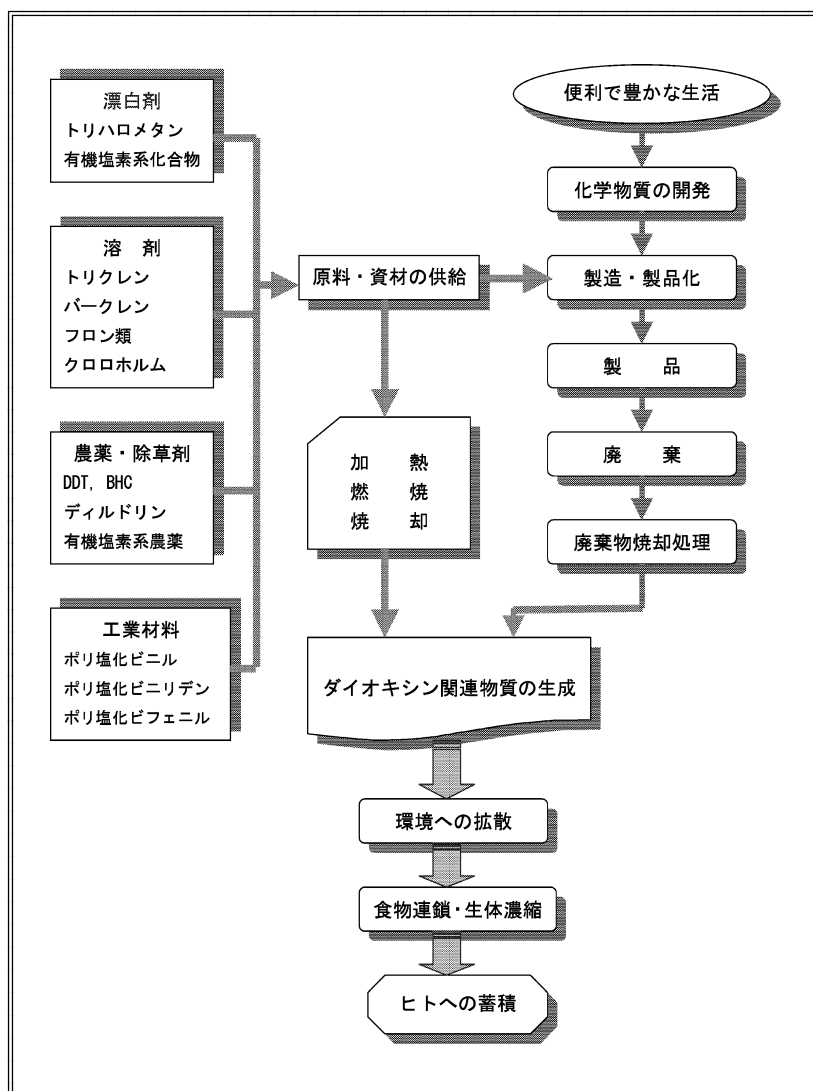 漂白剤
トリハロメタン
有機塩素系化合物
溶 剤
トリクレン
パークレン
フロン類
クロロホルム
農薬・除草剤
DDT, BHC
ディルドリン
有機塩素系農薬
工業材料
ポリ塩化ビニル
ポリ塩化ビニリデン
ポリ塩化ビフェニル
原料・資材の供給
加 熱
燃 焼
焼 却
便利で豊かな生活
化学物質の開発
製造・製品化
製 品
廃 棄
廃棄物焼却処理
ダイオキシン関連物質の生成
環境への拡散
食物連鎖・生体濃縮
ヒトへの蓄積